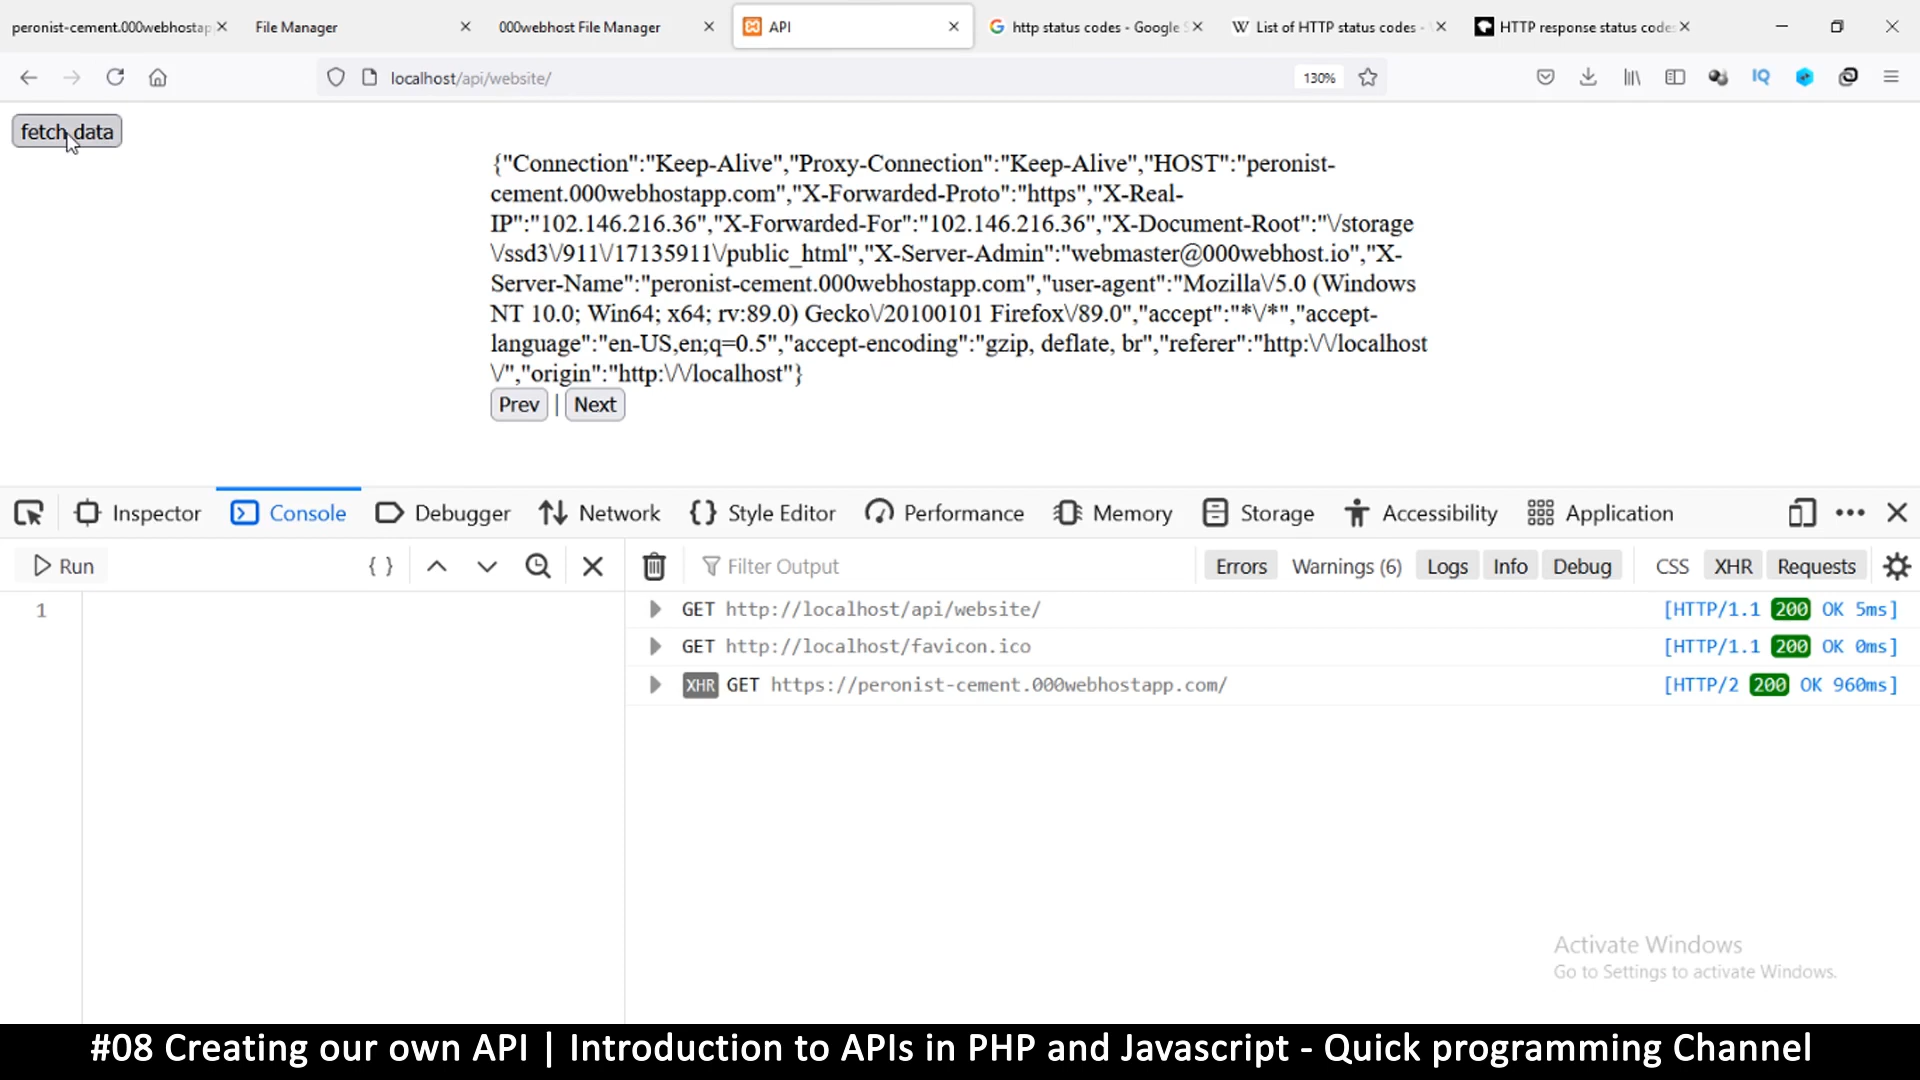 peronist-cement.000webhostap
File Manager
000webhost File Manager
API
http status codes - Google
List of HTTP status codes -
HTTP response status code
localhost/api/website/
130%
IQ
fetch data
{"Connection":"Keep-Alive","Proxy-Connection":"Keep-Alive","HOST":"peronist-
cement.000webhostapp.com","X-Forwarded-Proto":"https","X-Real-
IP":"102.146.216.36","X-Forwarded-For":"102.146.216.36","X-Document-Root":"\/storage
\/ssd3\/911\/17135911\/public_html","X-Server-Admin":"webmaster@000webhost.io","X-
Server-Name":"peronist-cement.000webhostapp.com","user-agent":"Mozilla\/5.0 (Windows
NT 10.0; Win64; x64; rv:89.0) Gecko\/20100101 Firefox\/89.0","accept":"*\/*","accept-
language":"en-US,en;q=0.5","accept-encoding":"gzip, deflate, br","referer":"http:\/\/localhost
\/","origin":"http:\/\/localhost"}
Prev | Next
Inspector Console Debugger Network Style Editor Performance Memory Storage Accessibility Application
Run
Filter Output
Errors Warnings (6) Logs Info Debug CSS XHR Requests
1
GET http://localhost/api/website/ [HTTP/1.1 200 OK 5ms]
GET http://localhost/favicon.ico [HTTP/1.1 200 OK 0ms]
XHR GET https://peronist-cement.000webhostapp.com/ [HTTP/2 200 OK 960ms]
Activate Windows
Go to Settings to activate Windows.
#08 Creating our own API | Introduction to APIs in PHP and Javascript - Quick programming Channel